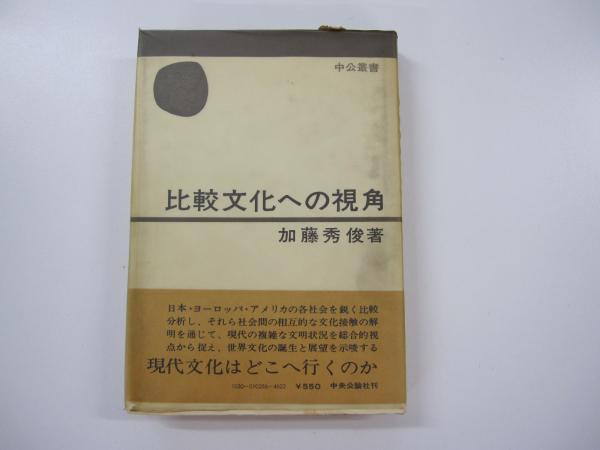 中公叢書
比較文化への視角
加藤秀俊著
日本・ヨーロッパ・アメリカの各社会を鋭く比較
分析し、それら社会間の相互的な文化接触の解
明を通じて、現代の複雑な文明状況を総合的視
点から捉え、世界文化の誕生と展望を示唆する
現代文化はどこへ行くのか
¥550 中央公論社刊